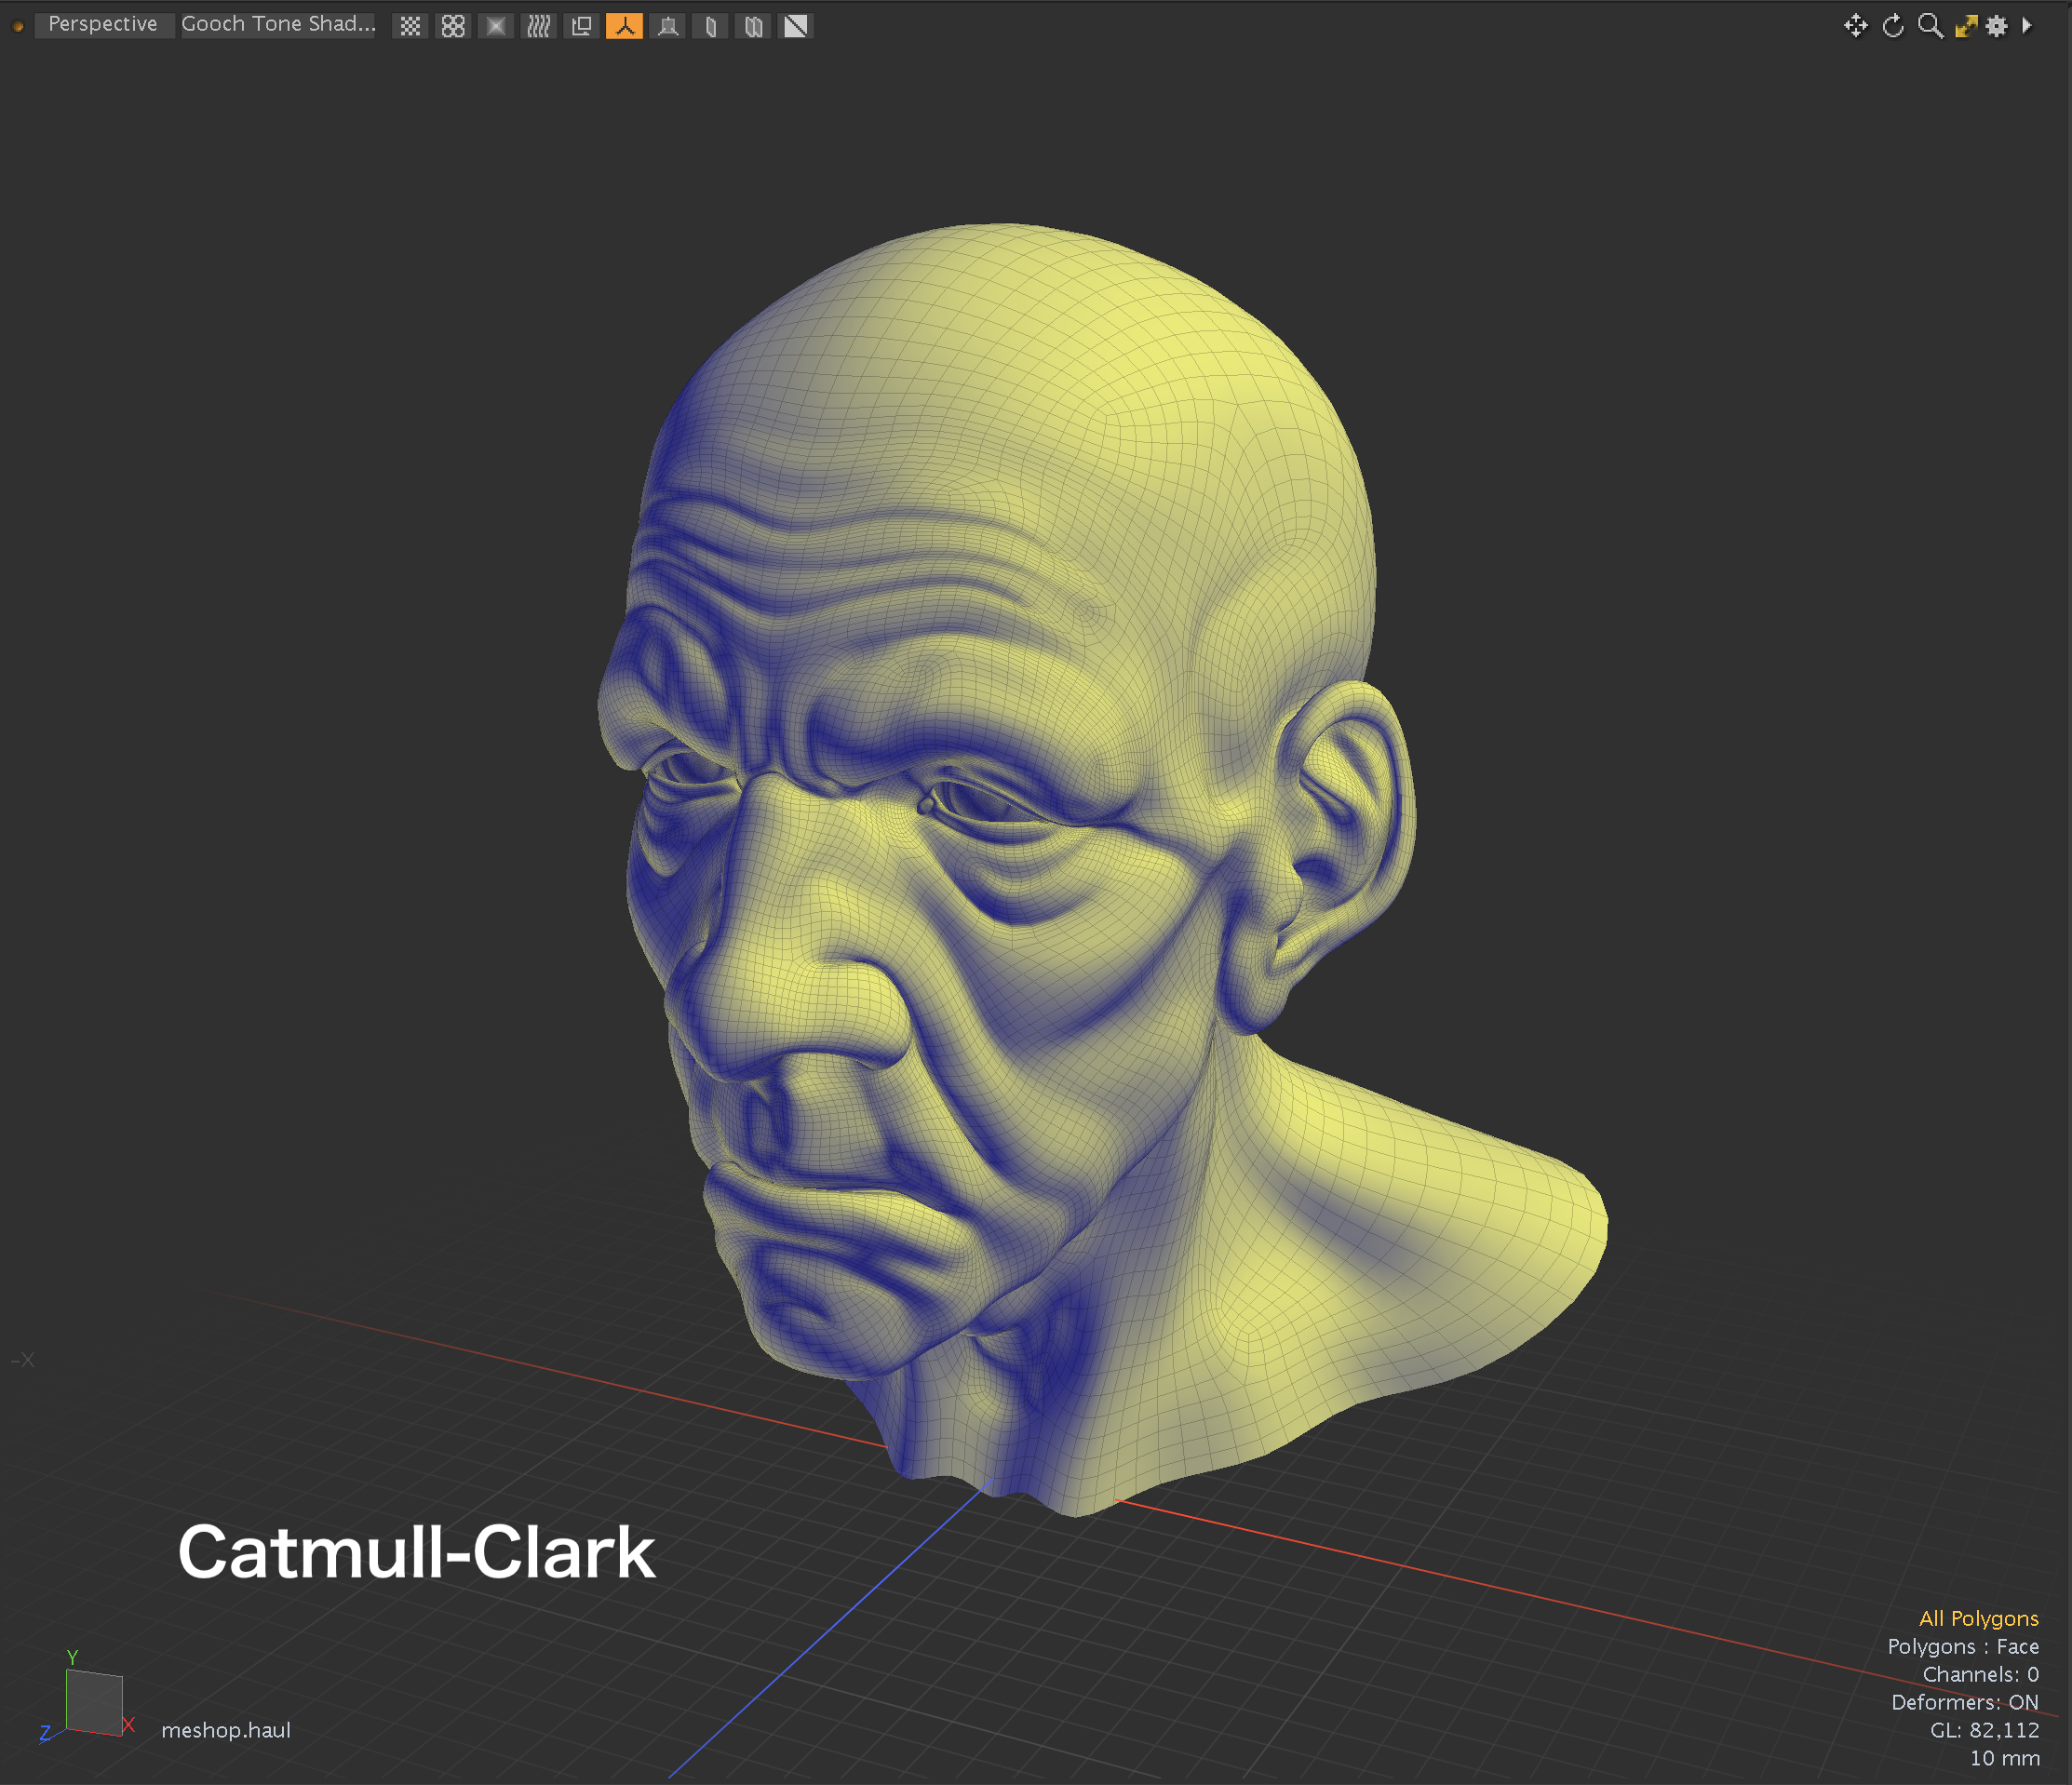 Perspective
Gooch Tone Shad...
-X
Catmull-Clark
All Polygons
Polygons : Face
Channels: 0
Deformers: ON
GL: 82,112
10 mm
Y
Z
X
meshop.haul